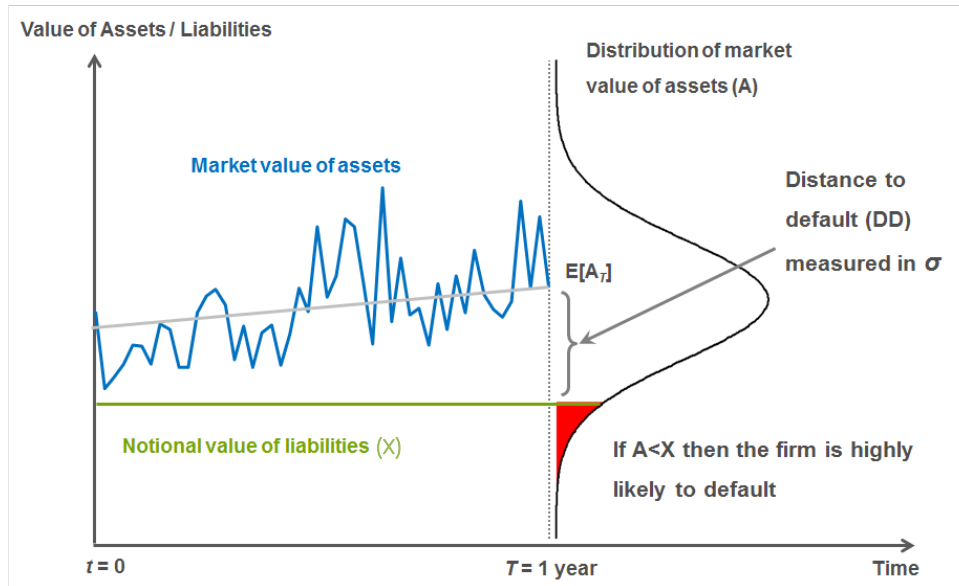 Value of Assets / Liabilities
Distribution of market
value of assets (A)
Market value of assets
Distance to
default (DD)
measured in σ
E[A_T]
Notional value of liabilities (X)
If A<X then the firm is highly
likely to default
t = 0
T = 1 year
Time